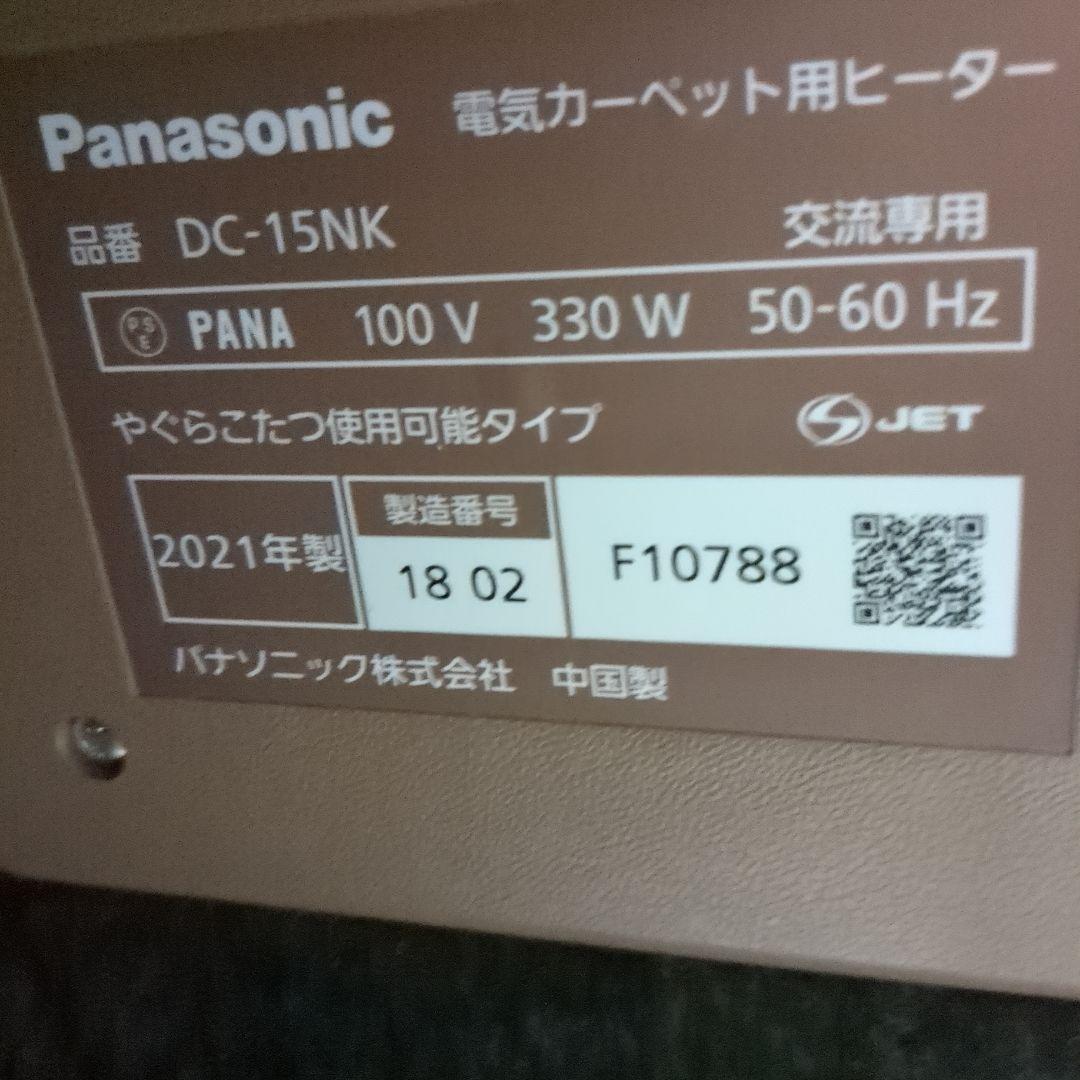 Panasonic 電気カーペット用ヒーター
品番 DC-15NK 交流専用
PS E PANA 100 V 330 W 50-60 Hz
やぐらこたつ使用可能タイプ JET
2021年製 製造番号 18 02 F10788
パナソニック株式会社 中国製